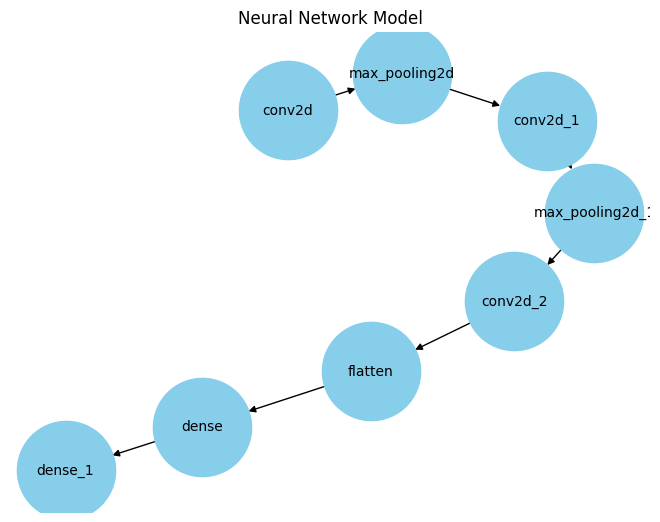 Neural Network Model
max_pooling2d
conv2d
conv2d_1
max_pooling2d_1
conv2d_2
flatten
dense
dense_1